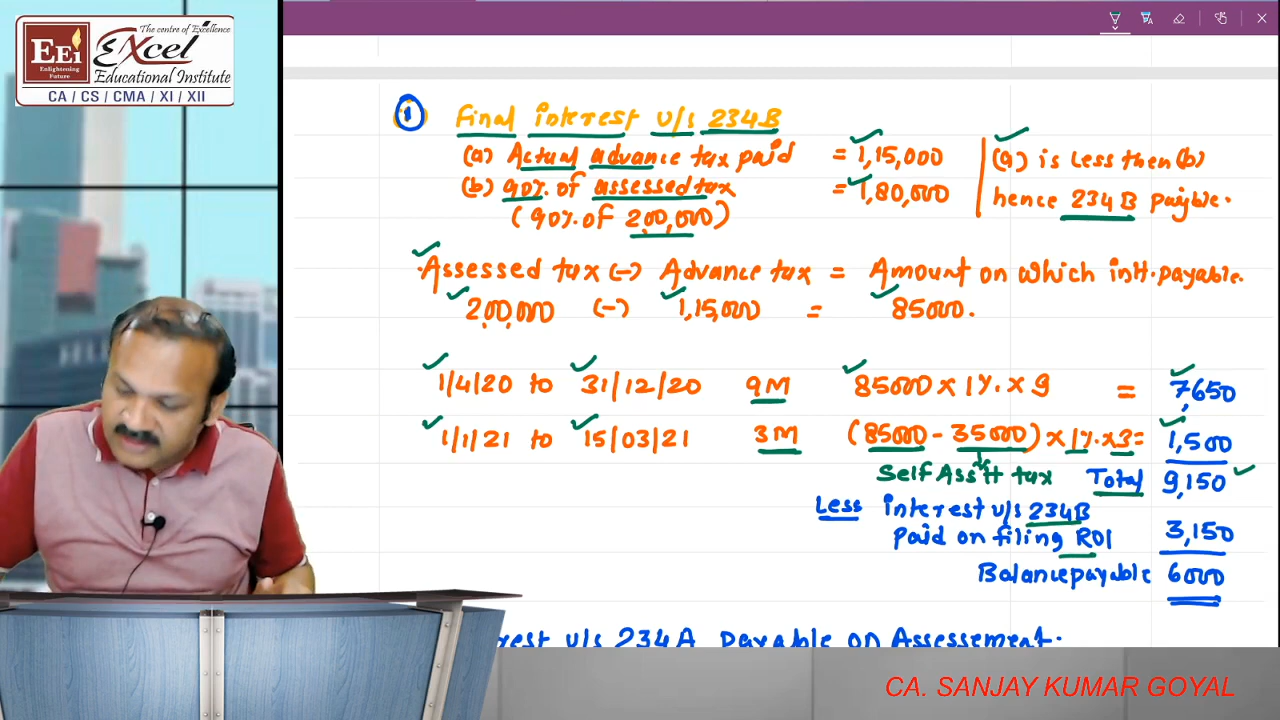 The centre of Excellence
EEi
Enlightening
Future
EXcel
Educational Institute
CA / CS / CMA / XI / XII
1 Final interest u/s 234B
(a) Actual advance tax paid = 1,15,000
(b) 90%. of assessed tax = 1,80,000
(90%. of 200,000)
(a) is less then (b)
hence 234B payable.
Assessed tax (-) Advance tax = Amount on which intt. payable.
200,000 (-) 1,15,000 = 85000.
1/4/20 to 31/12/20 9M 85000 x 1%. x 9 = 7,650
1/1/21 to 15/03/21 3M (85000 - 35000) x 1%. x 3 = 1,500
Self Asstt tax Total 9,150
Less interest u/s 234B
Paid on filing ROI 3,150
Balance payable 6000
rest u/s 234A payable on Assessement.
CA. SANJAY KUMAR GOYAL